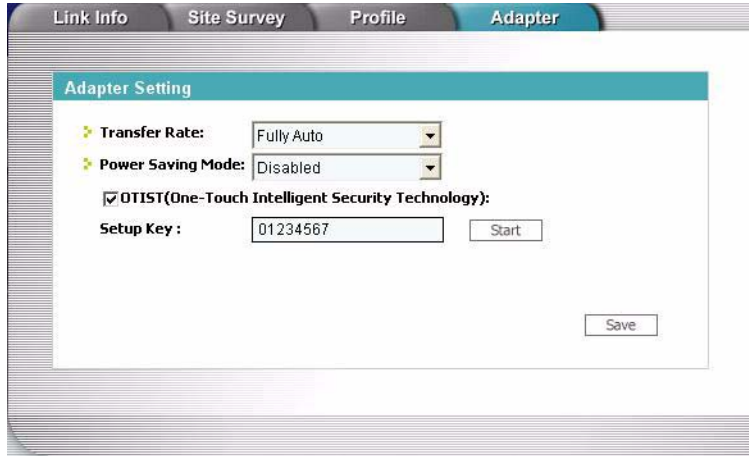 Link Info Site Survey Profile Adapter
Adapter Setting
Transfer Rate: Fully Auto
Power Saving Mode: Disabled
OTIST(One-Touch Intelligent Security Technology):
Setup Key : 01234567 Start
Save